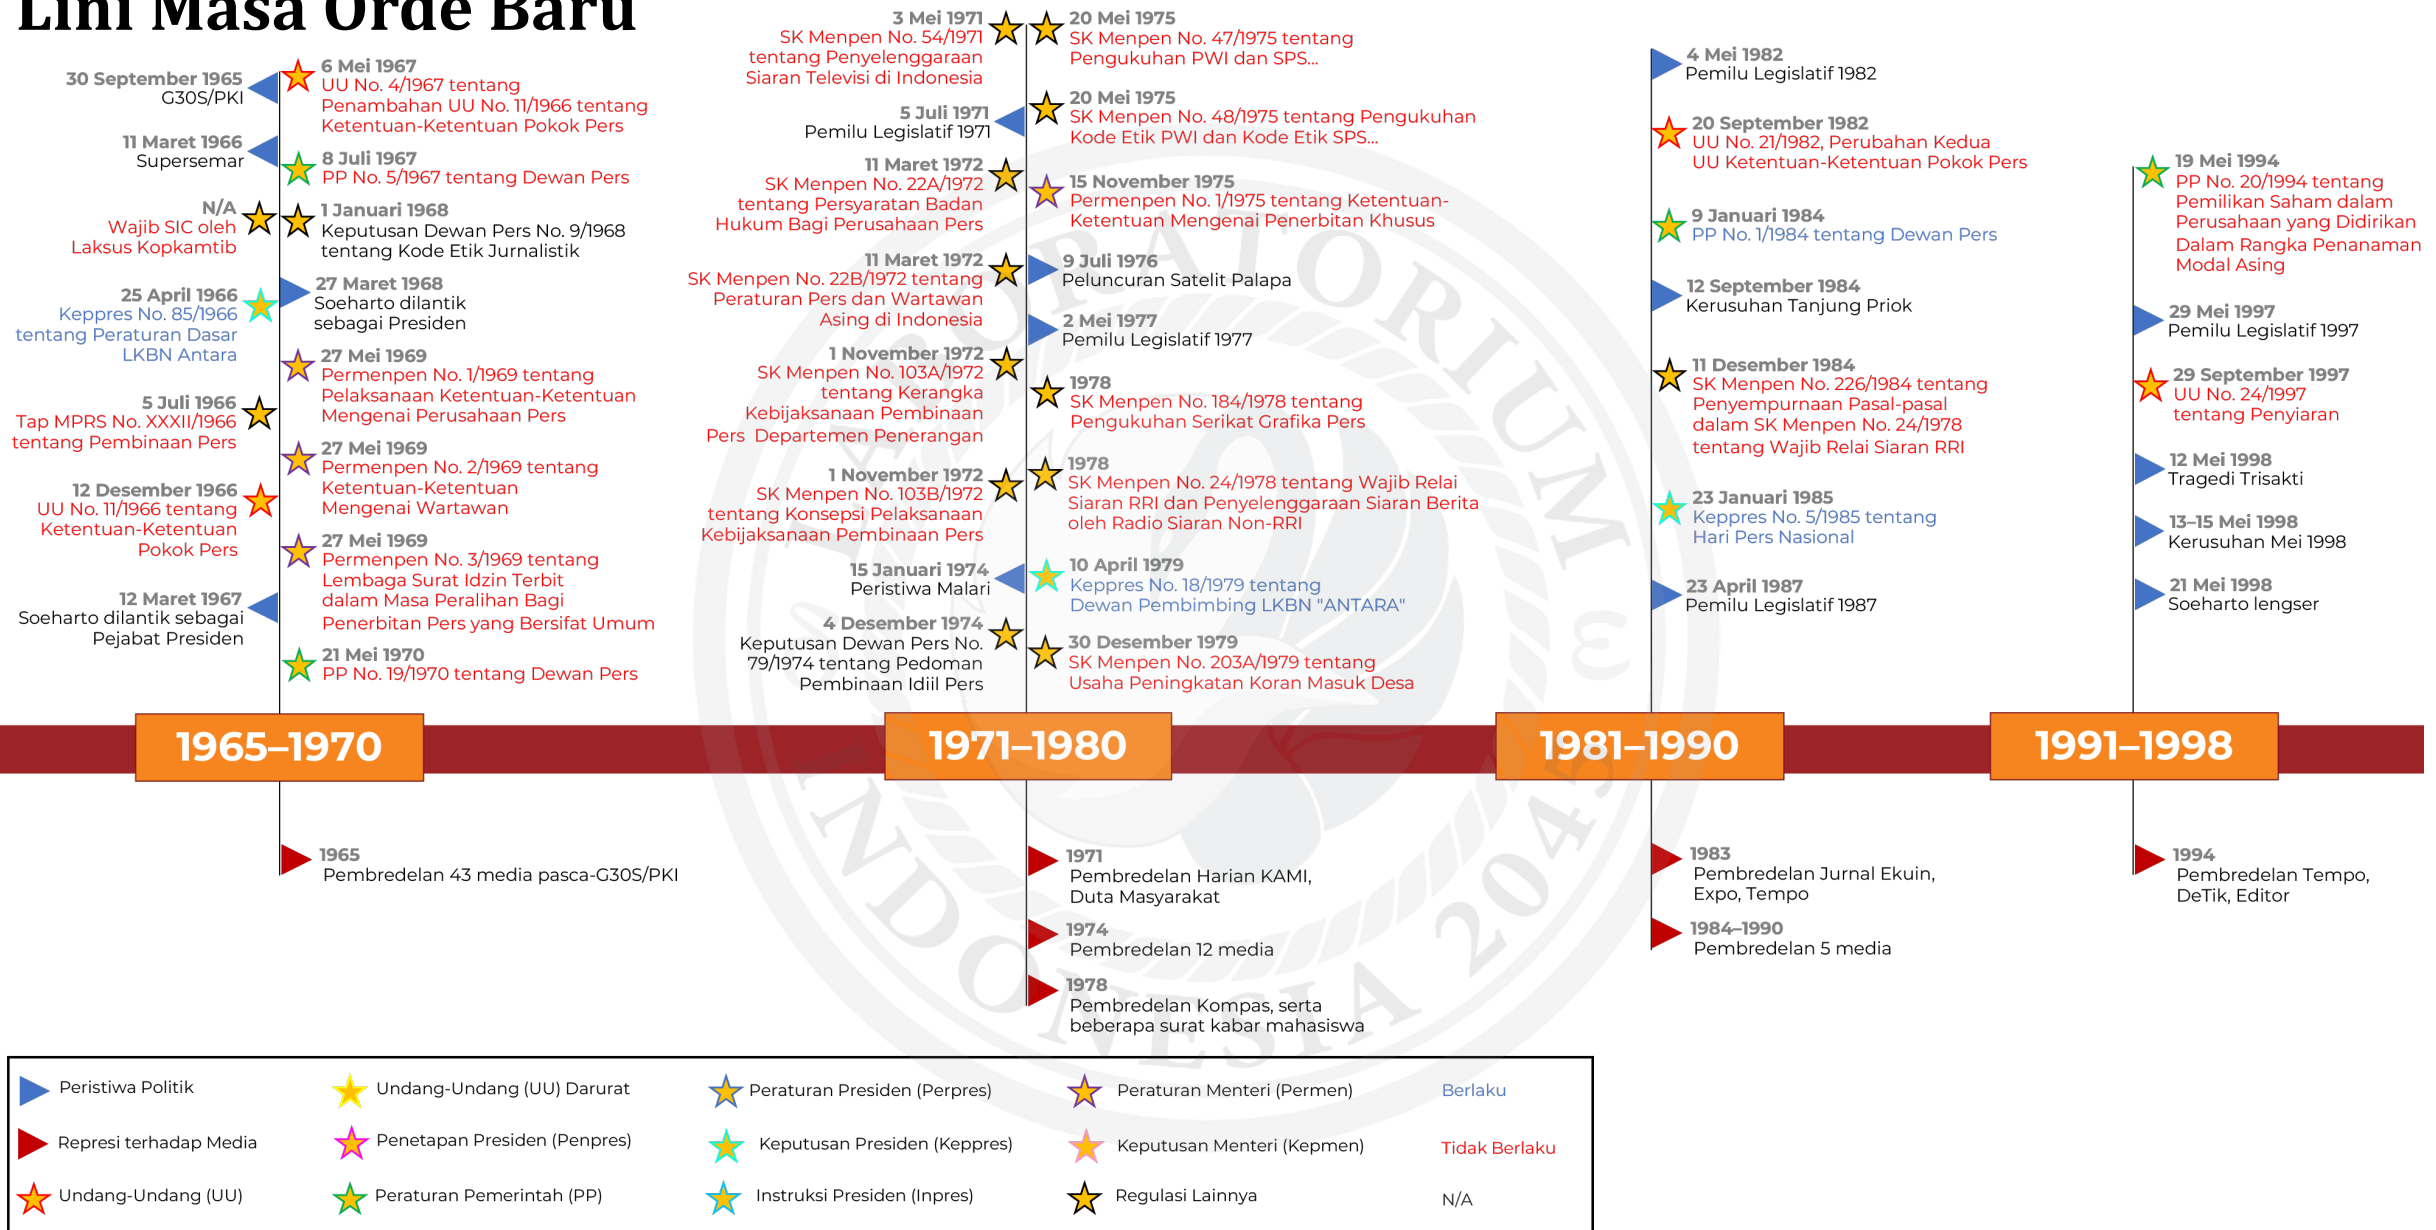 Lini Masa Orde Baru
30 September 1965
G30S/PKI
11 Maret 1966
Supersemar
N/A
Wajib SIC oleh
Laksus Kopkamtib
25 April 1966
Keppres No. 85/1966
tentang Peraturan Dasar
LKBN Antara
5 Juli 1966
Tap MPRS No. XXXII/1966
tentang Pembinaan Pers
12 Desember 1966
UU No. 11/1966 tentang
Ketentuan-Ketentuan
Pokok Pers
12 Maret 1967
Soeharto dilantik sebagai
Pejabat Presiden
6 Mei 1967
UU No. 4/1967 tentang
Penambahan UU No. 11/1966 tentang
Ketentuan-Ketentuan Pokok Pers
8 Juli 1967
PP No. 5/1967 tentang Dewan Pers
1 Januari 1968
Keputusan Dewan Pers No. 9/1968
tentang Kode Etik Jurnalistik
27 Maret 1968
Soeharto dilantik
sebagai Presiden
27 Mei 1969
Permenpen No. 1/1969 tentang
Pelaksanaan Ketentuan-Ketentuan
Mengenai Perusahaan Pers
27 Mei 1969
Permenpen No. 2/1969 tentang
Ketentuan-Ketentuan
Mengenai Wartawan
27 Mei 1969
Permenpen No. 3/1969 tentang
Lembaga Surat Idzin Terbit
dalam Masa Peralihan Bagi
Penerbitan Pers yang Bersifat Umum
21 Mei 1970
PP No. 19/1970 tentang Dewan Pers
1965–1970
1965
Pembredelan 43 media pasca-G30S/PKI
3 Mei 1971
SK Menpen No. 54/1971
tentang Penyelenggaraan
Siaran Televisi di Indonesia
5 Juli 1971
Pemilu Legislatif 1971
11 Maret 1972
SK Menpen No. 22A/1972
tentang Persyaratan Badan
Hukum Bagi Perusahaan Pers
11 Maret 1972
SK Menpen No. 22B/1972 tentang
Peraturan Pers dan Wartawan
Asing di Indonesia
1 November 1972
SK Menpen No. 103A/1972
tentang Kerangka
Kebijaksanaan Pembinaan
Pers Departemen Penerangan
1 November 1972
SK Menpen No. 103B/1972
tentang Konsepsi Pelaksanaan
Kebijaksanaan Pembinaan Pers
15 Januari 1974
Peristiwa Malari
4 Desember 1974
Keputusan Dewan Pers No.
79/1974 tentang Pedoman
Pembinaan Idiil Pers
20 Mei 1975
SK Menpen No. 47/1975 tentang
Pengukuhan PWI dan SPS...
20 Mei 1975
SK Menpen No. 48/1975 tentang Pengukuhan
Kode Etik PWI dan Kode Etik SPS...
15 November 1975
Permenpen No. 1/1975 tentang Ketentuan-
Ketentuan Mengenai Penerbitan Khusus
9 Juli 1976
Peluncuran Satelit Palapa
2 Mei 1977
Pemilu Legislatif 1977
1978
SK Menpen No. 184/1978 tentang
Pengukuhan Serikat Grafika Pers
1978
SK Menpen No. 24/1978 tentang Wajib Relai
Siaran RRI dan Penyelenggaraan Siaran Berita
oleh Radio Siaran Non-RRI
10 April 1979
Keppres No. 18/1979 tentang
Dewan Pembimbing LKBN "ANTARA"
30 Desember 1979
SK Menpen No. 203A/1979 tentang
Usaha Peningkatan Koran Masuk Desa
1971–1980
1971
Pembredelan Harian KAMI,
Duta Masyarakat
1974
Pembredelan 12 media
1978
Pembredelan Kompas, serta
beberapa surat kabar mahasiswa
4 Mei 1982
Pemilu Legislatif 1982
20 September 1982
UU No. 21/1982, Perubahan Kedua
UU Ketentuan-Ketentuan Pokok Pers
9 Januari 1984
PP No. 1/1984 tentang Dewan Pers
12 September 1984
Kerusuhan Tanjung Priok
11 Desember 1984
SK Menpen No. 226/1984 tentang
Penyempurnaan Pasal-pasal
dalam SK Menpen No. 24/1978
tentang Wajib Relai Siaran RRI
23 Januari 1985
Keppres No. 5/1985 tentang
Hari Pers Nasional
23 April 1987
Pemilu Legislatif 1987
1981–1990
1983
Pembredelan Jurnal Ekuin,
Expo, Tempo
1984–1990
Pembredelan 5 media
19 Mei 1994
PP No. 20/1994 tentang
Pemilikan Saham dalam
Perusahaan yang Didirikan
Dalam Rangka Penanaman
Modal Asing
29 Mei 1997
Pemilu Legislatif 1997
29 September 1997
UU No. 24/1997
tentang Penyiaran
12 Mei 1998
Tragedi Trisakti
13–15 Mei 1998
Kerusuhan Mei 1998
21 Mei 1998
Soeharto lengser
1991–1998
1994
Pembredelan Tempo,
DeTik, Editor
LABORATORIUM
INDONESIA 2045
Peristiwa Politik
Represi terhadap Media
Undang-Undang (UU)
Undang-Undang (UU) Darurat
Penetapan Presiden (Penpres)
Peraturan Pemerintah (PP)
Peraturan Presiden (Perpres)
Keputusan Presiden (Keppres)
Instruksi Presiden (Inpres)
Peraturan Menteri (Permen)
Keputusan Menteri (Kepmen)
Regulasi Lainnya
Berlaku
Tidak Berlaku
N/A